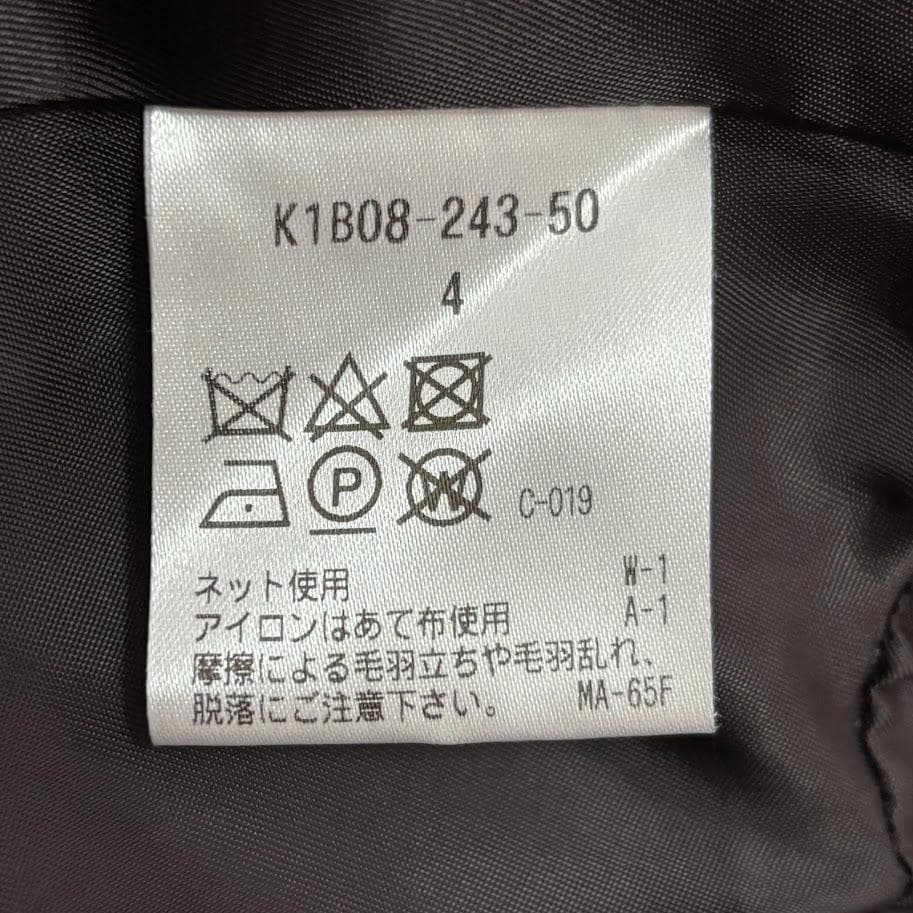 K1B08-243-50
4
P W C-019
ネット使用 W-1
アイロンはあて布使用 A-1
摩擦による毛羽立ちや毛羽乱れ、
脱落にご注意下さい。 MA-65F